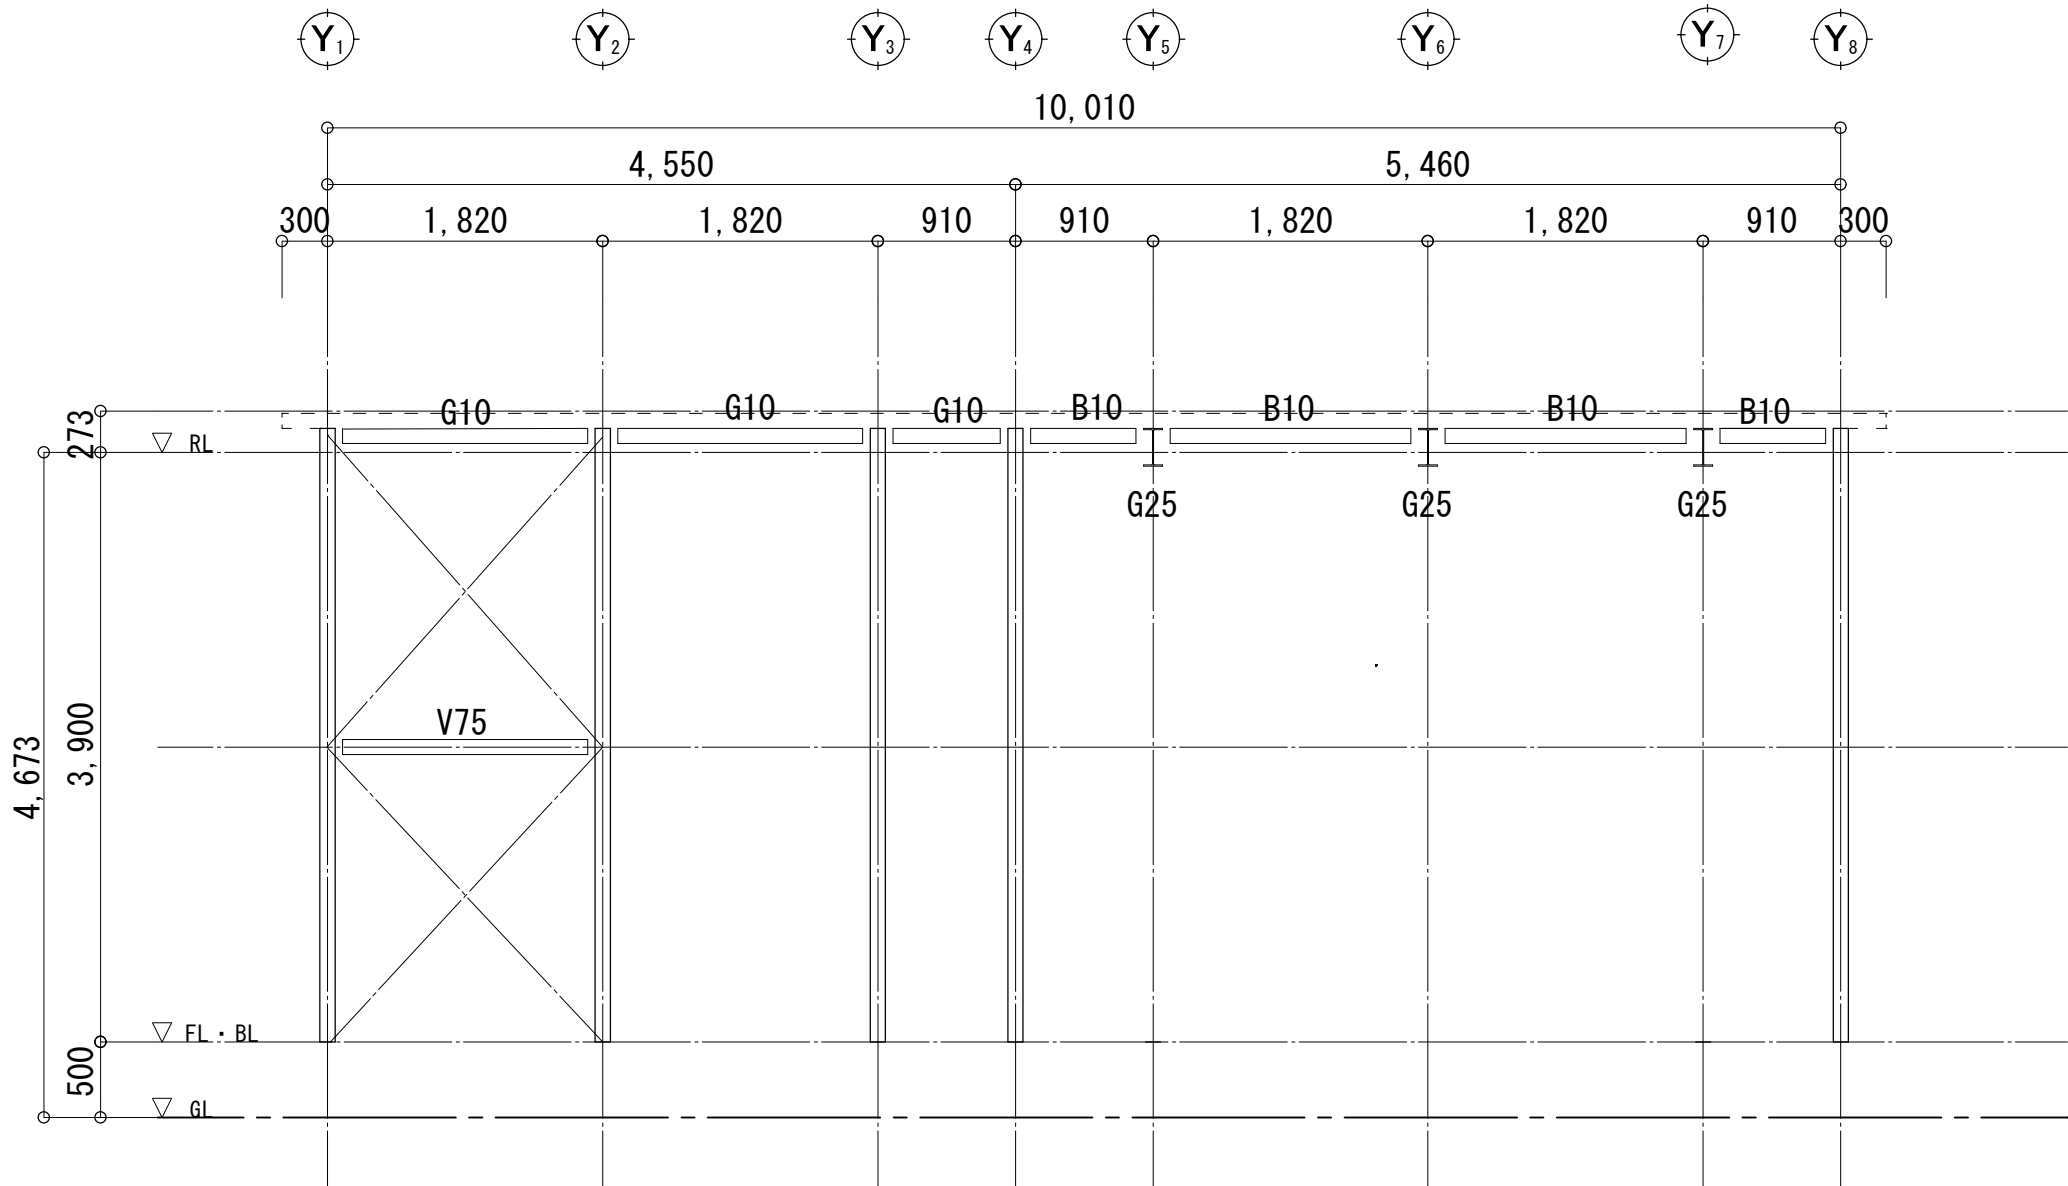 Y1 Y2 Y3 Y4 Y5 Y6 Y7 Y8
10,010
4,550 5,460
300 1,820 1,820 910 910 1,820 1,820 910 300
G10 G10 G10 B10 B10 B10 B10
273
RL
G25 G25 G25
V75
3,900
4,673
FL・BL
500
GL